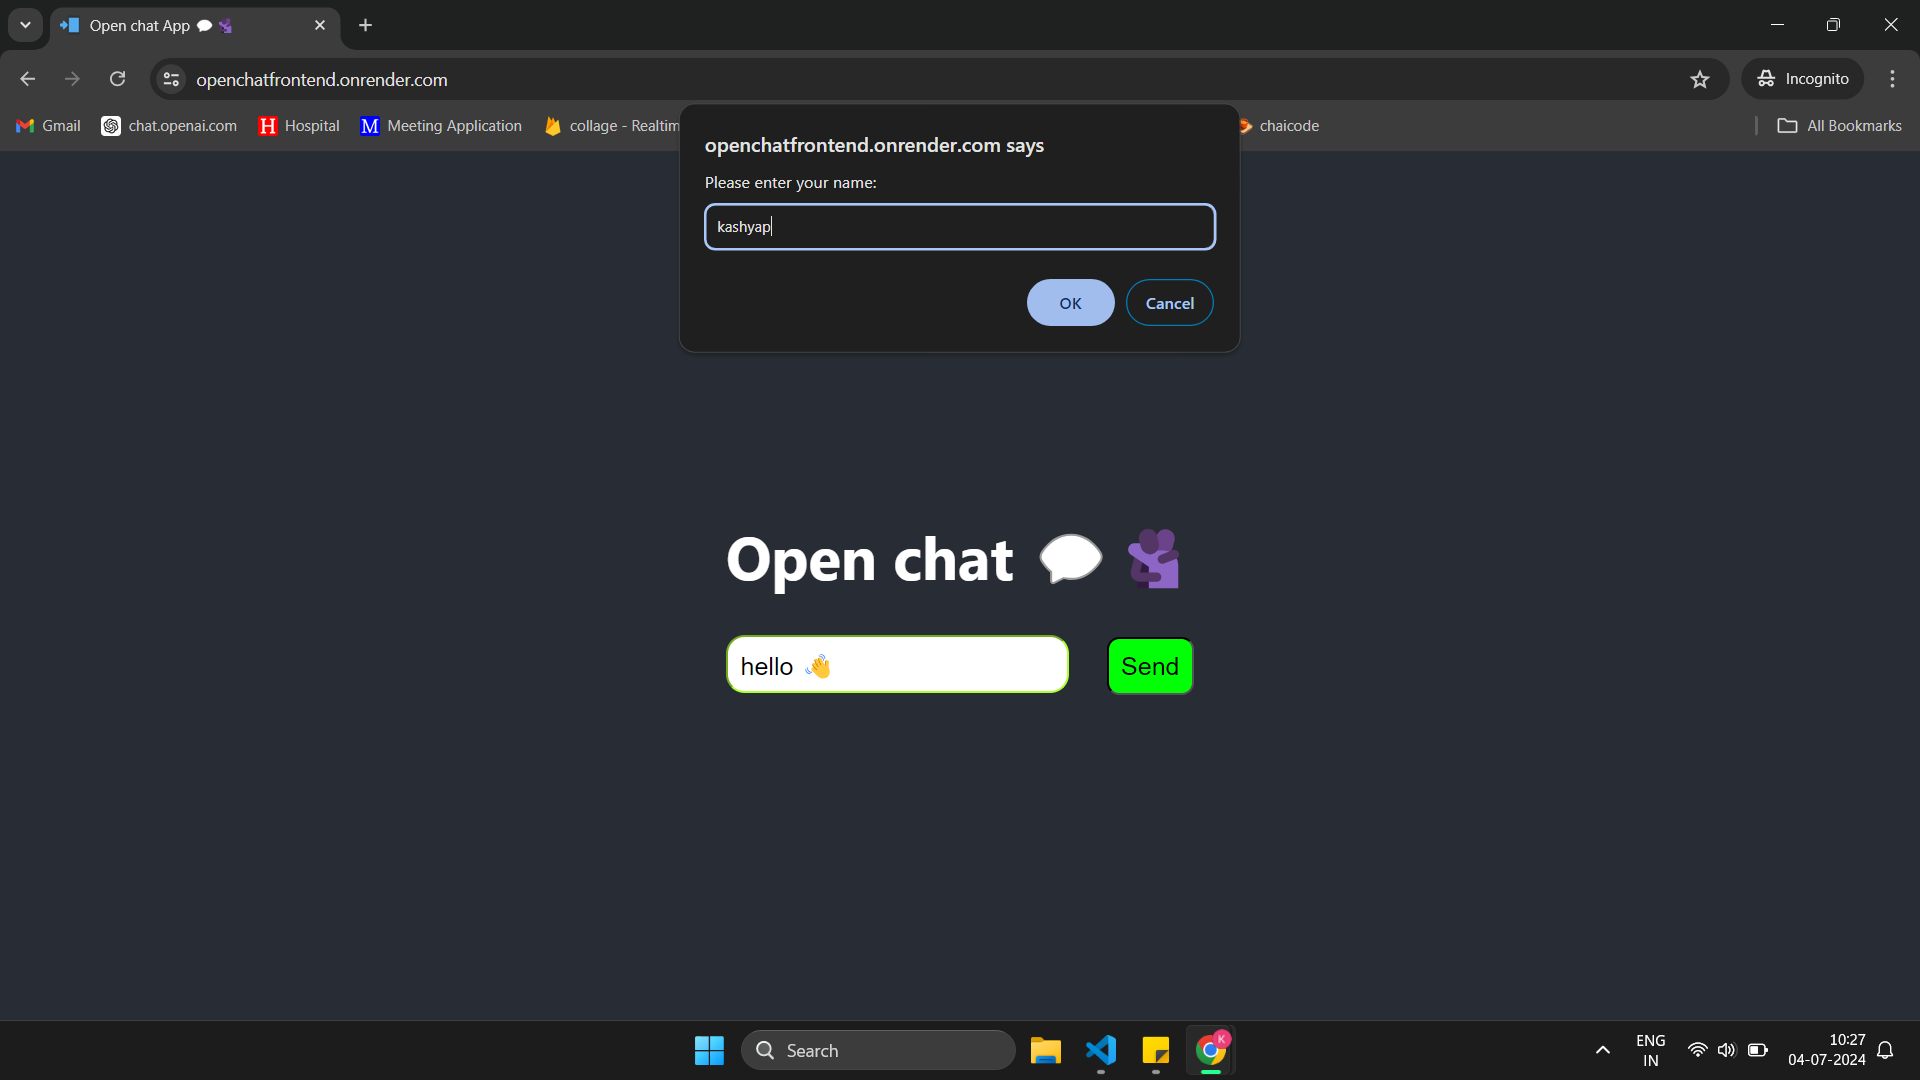 Open chat App 💬 🫂
openchatfrontend.onrender.com
Incognito
Gmail
chat.openai.com
H Hospital
M Meeting Application
collage - Realtim
chaicode
All Bookmarks
openchatfrontend.onrender.com says
Please enter your name:
kashyap
OK
Cancel
Open chat 💬 🫂
hello 👋
Send
Search
K
ENG
IN
10:27
04-07-2024